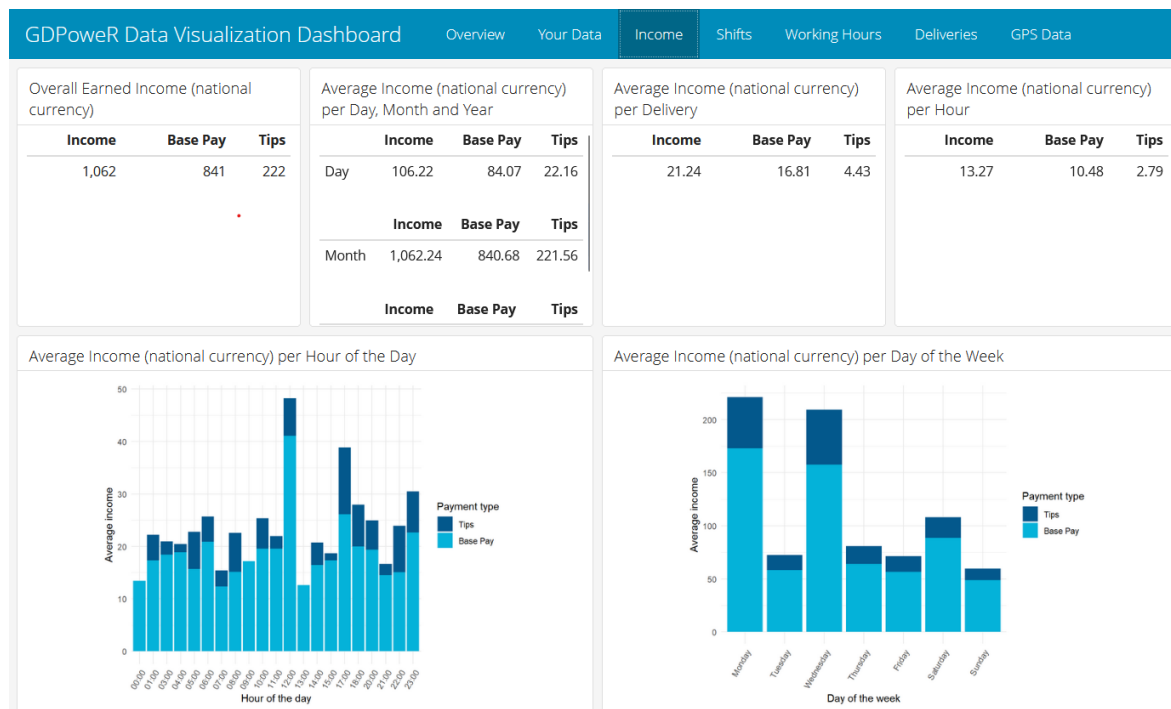 GDPoweR Data Visualization Dashboard Overview Your Data Income Shifts Working Hours Deliveries GPS Data
Overall Earned Income (national
currency)
Income Base Pay Tips
1,062 841 222
Average Income (national currency)
per Day, Month and Year
Income Base Pay Tips
Day 106.22 84.07 22.16
Income Base Pay Tips
Month 1,062.24 840.68 221.56
Income Base Pay Tips
Average Income (national currency)
per Delivery
Income Base Pay Tips
21.24 16.81 4.43
Average Income (national currency)
per Hour
Income Base Pay Tips
13.27 10.48 2.79
Average Income (national currency) per Hour of the Day
50
40
30
20
10
0
Average income
00:00 01:00 03:00 04:00 05:00 06:00 07:00 08:00 09:00 10:00 11:00 12:00 13:00 14:00 15:00 17:00 18:00 20:00 21:00 22:00 23:00
Hour of the day
Payment type
Tips
Base Pay
Average Income (national currency) per Day of the Week
200
150
100
50
0
Average income
Monday Tuesday Wednesday Thursday Friday Saturday Sunday
Day of the week
Payment type
Tips
Base Pay